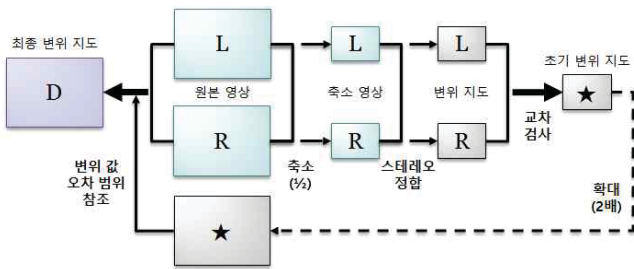 최종 변위 지도
D
L
원본 영상
R
L
축소 영상
R
L
변위 지도
R
초기 변위 지도
★
축소
(½)
스테레오
정합
교차
검사
변위 값
오차 범위
참조
★
확대
(2배)